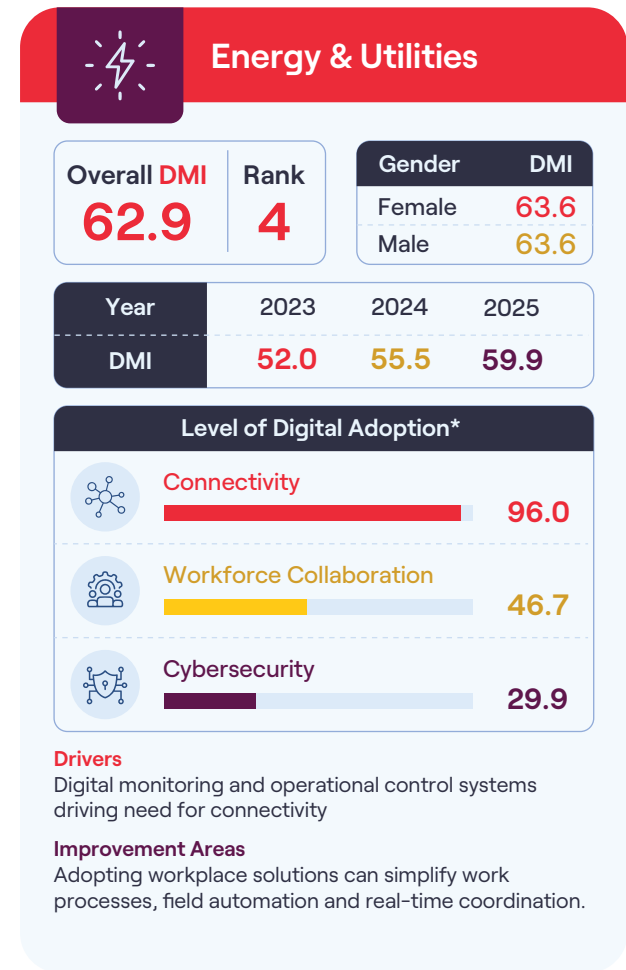 Energy & Utilities
Overall DMI
62.9
Rank
4
Gender DMI
Female 63.6
Male 63.6
Year 2023 2024 2025
DMI 52.0 55.5 59.9
Level of Digital Adoption*
Connectivity
96.0
Workforce Collaboration
46.7
Cybersecurity
29.9
Drivers
Digital monitoring and operational control systems
driving need for connectivity
Improvement Areas
Adopting workplace solutions can simplify work
processes, field automation and real-time coordination.